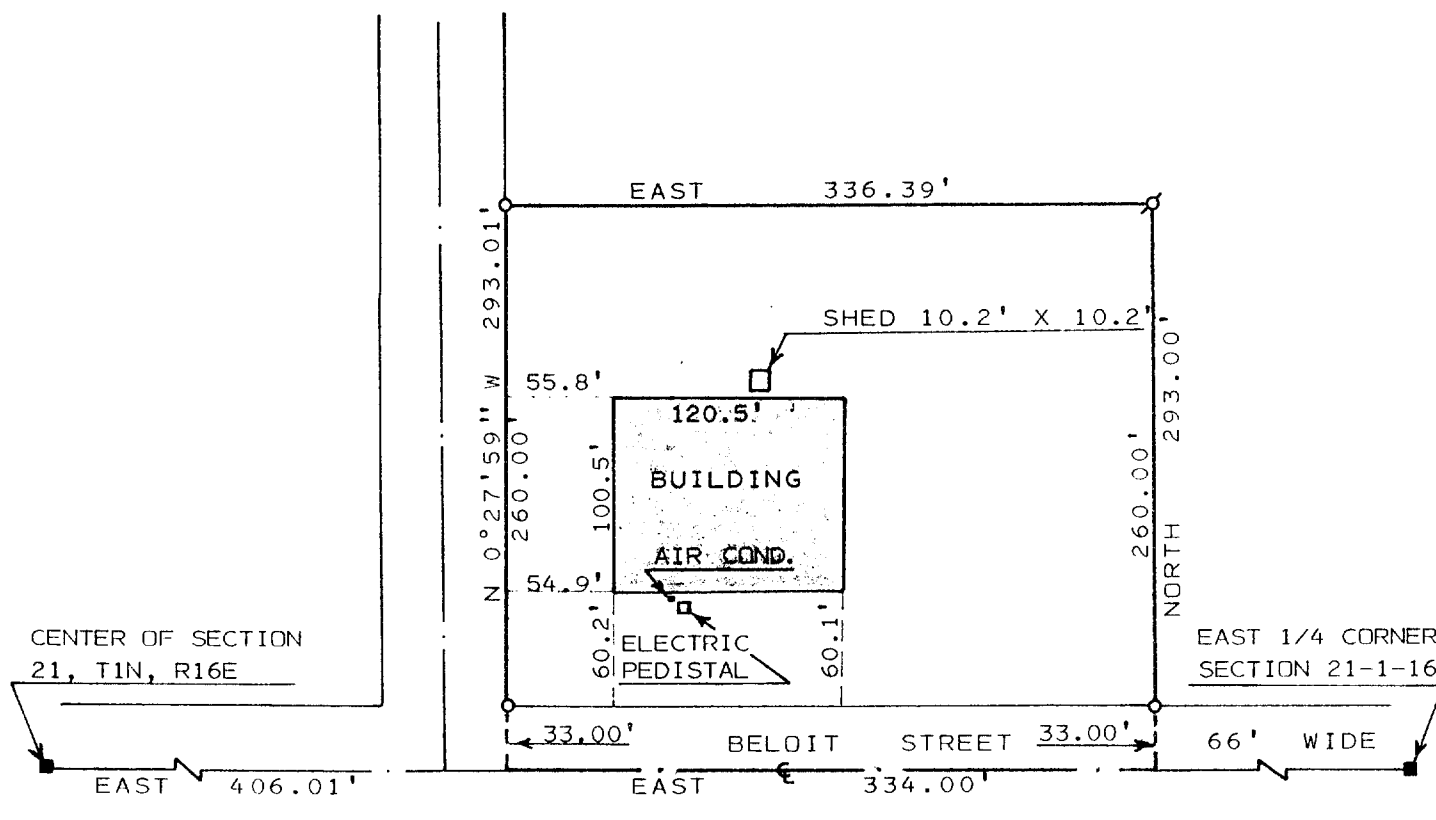 EAST 336.39'
N 0°27'59" W 293.01'
260.00'
SHED 10.2' X 10.2'
NORTH 293.00'
260.00'
55.8'
120.5'
100.5'
BUILDING
AIR COND.
54.9'
60.2'
ELECTRIC
PEDISTAL
60.1'
CENTER OF SECTION
21, T1N, R16E
EAST 1/4 CORNER
SECTION 21-1-16
33.00'
BELOIT STREET
33.00'
66' WIDE
EAST 406.01'
℄
EAST 334.00'